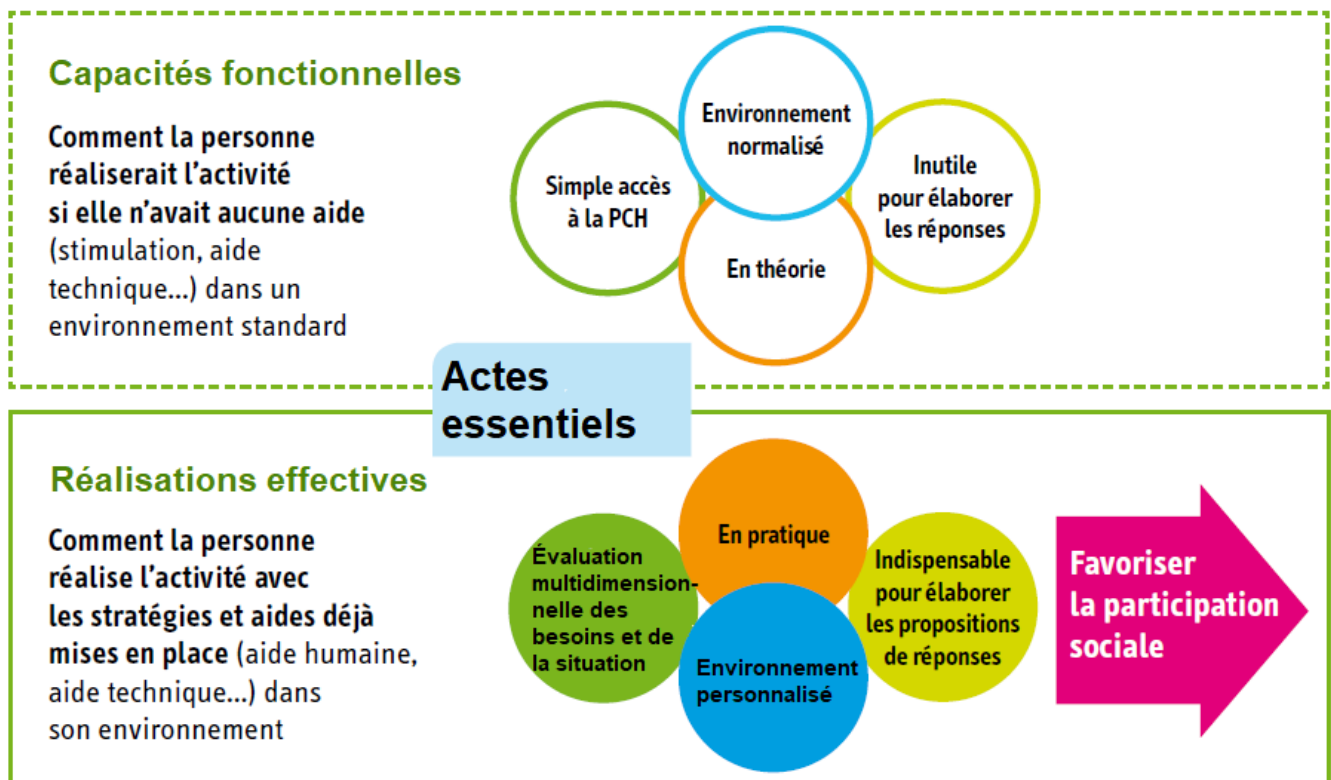 Capacités fonctionnelles
Comment la personne
réaliserait l'activité
si elle n'avait aucune aide
(stimulation, aide
technique...) dans un
environnement standard
Simple accès
à la PCH
Environnement
normalisé
En théorie
Inutile
pour élaborer
les réponses
Actes
essentiels
Réalisations effectives
Comment la personne
réalise l'activité avec
les stratégies et aides déjà
mises en place (aide humaine,
aide technique...) dans
son environnement
Évaluation
multidimension-
nelle des
besoins et de
la situation
En pratique
Environnement
personnalisé
Indispensable
pour élaborer
les propositions
de réponses
Favoriser
la participation
sociale